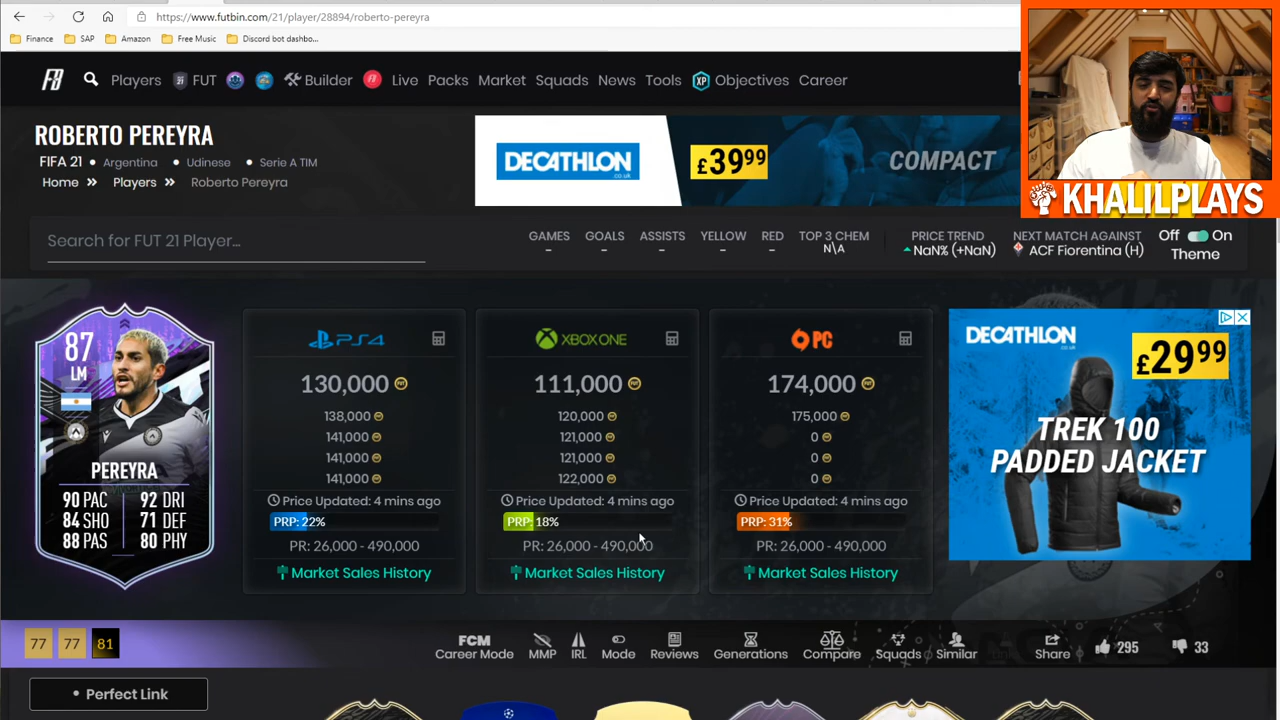 https://www.futbin.com/21/player/28894/roberto-pereyra
Finance SAP Amazon Free Music Discord bot dashbo...
Players FUT Builder Live Packs Market Squads News Tools XP Objectives Career
ROBERTO PEREYRA
FIFA 21 • Argentina • Udinese • Serie A TIM
Home » Players » Roberto Pereyra
DECATHLON
.co.uk
£39.99
COMPACT
KHALILPLAYS
Search for FUT 21 Player...
GAMES GOALS ASSISTS YELLOW RED TOP 3 CHEM PRICE TREND NEXT MATCH AGAINST Off On
- - - - - N\A NaN% (+NaN) ACF Fiorentina (H) Theme
87
LM
PEREYRA
90 PAC 92 DRI
84 SHO 71 DEF
88 PAS 80 PHY
PS4
130,000
138,000
141,000
141,000
141,000
Price Updated: 4 mins ago
PRP: 22%
PR: 26,000 - 490,000
Market Sales History
XBOX ONE
111,000
120,000
121,000
121,000
122,000
Price Updated: 4 mins ago
PRP: 18%
PR: 26,000 - 490,000
Market Sales History
PC
174,000
175,000
0
0
0
Price Updated: 4 mins ago
PRP: 31%
PR: 26,000 - 490,000
Market Sales History
DECATHLON
£29.99
TREK 100
PADDED JACKET
77 77 81
FCM
Career Mode MMP IRL Mode Reviews Generations Compare Squads Similar Share 295 33
• Perfect Link